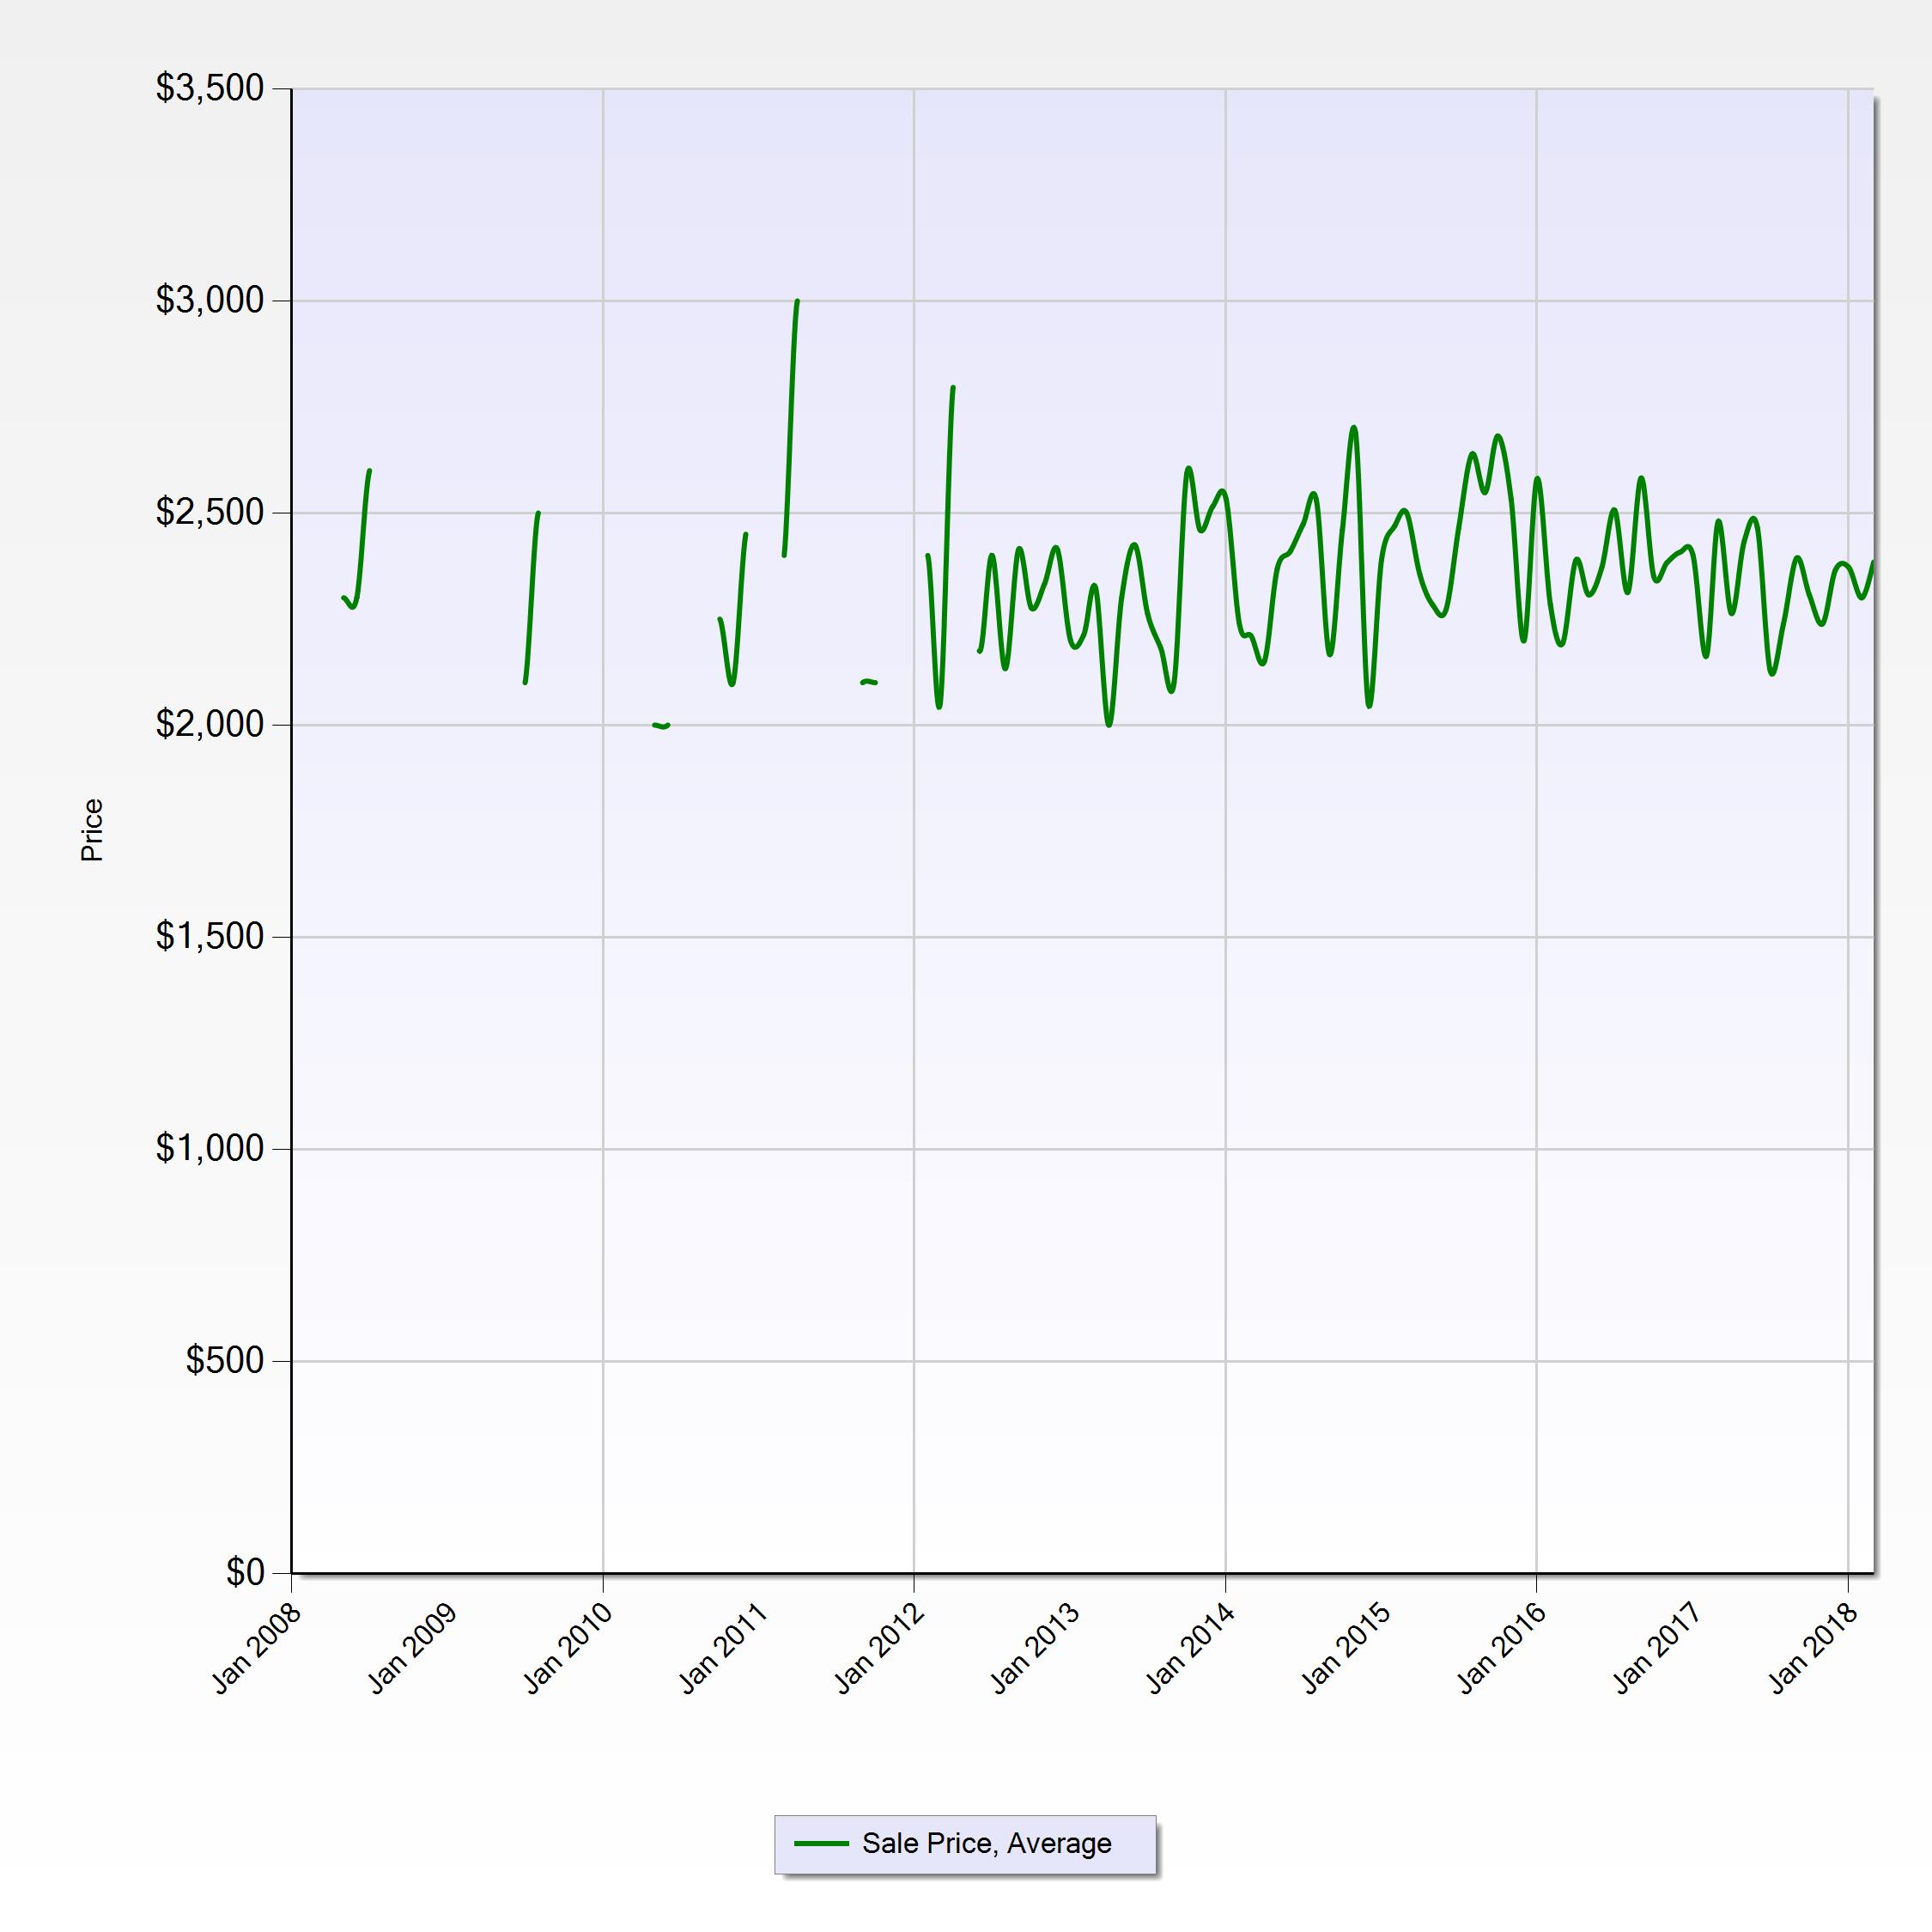 $3,500
$3,000
$2,500
$2,000
$1,500
$1,000
$500
$0
Price
Jan 2008
Jan 2009
Jan 2010
Jan 2011
Jan 2012
Jan 2013
Jan 2014
Jan 2015
Jan 2016
Jan 2017
Jan 2018
Sale Price, Average